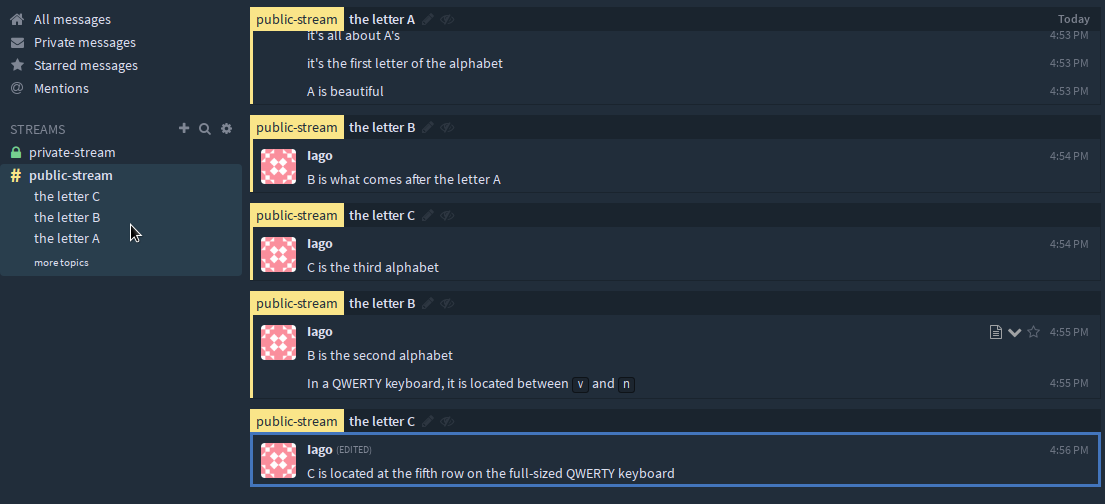 All messages
Private messages
Starred messages
@ Mentions
STREAMS
private-stream
# public-stream
the letter C
the letter B
the letter A
more topics
public-stream the letter A Today
it's all about A's 4:53 PM
it's the first letter of the alphabet 4:53 PM
A is beautiful 4:53 PM
public-stream the letter B
Iago 4:54 PM
B is what comes after the letter A
public-stream the letter C
Iago 4:54 PM
C is the third alphabet
public-stream the letter B
Iago 4:55 PM
B is the second alphabet
In a QWERTY keyboard, it is located between v and n 4:55 PM
public-stream the letter C
Iago (EDITED) 4:56 PM
C is located at the fifth row on the full-sized QWERTY keyboard